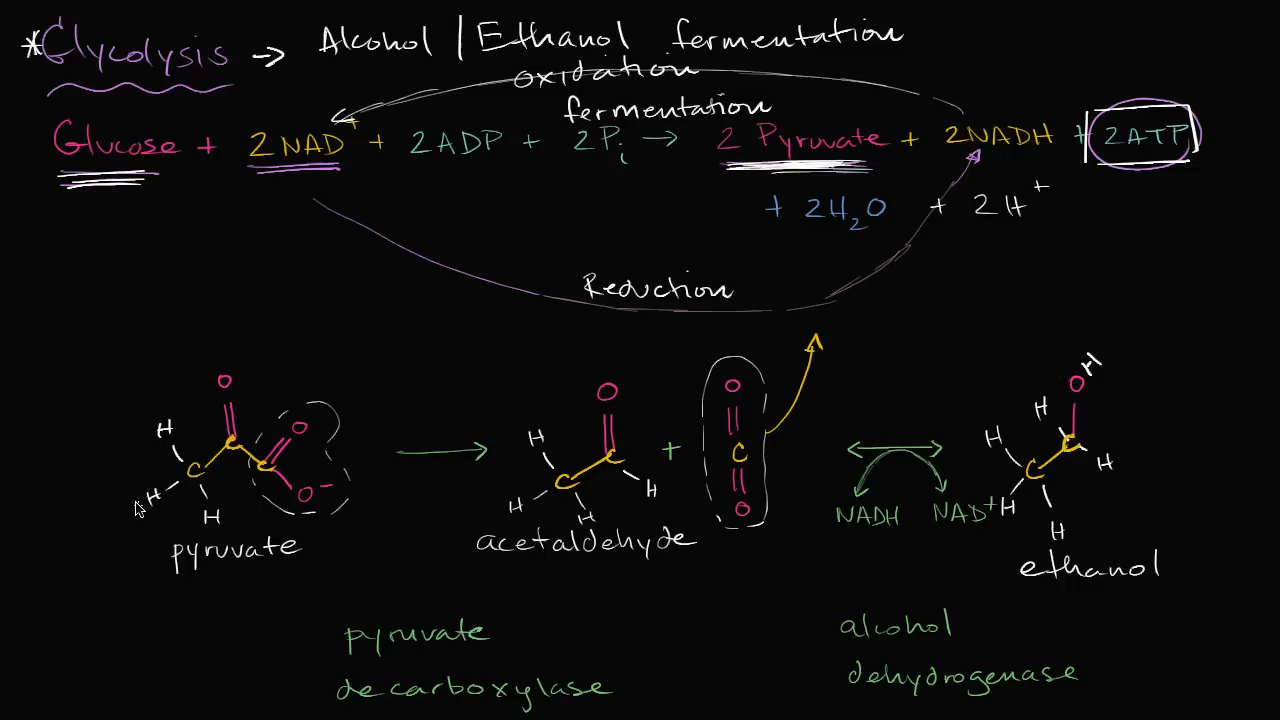 *Glycolysis → Alcohol | Ethanol fermentation
oxidation
fermentation
Glucose + 2NAD⁺ + 2ADP + 2Pᵢ → 2 Pyruvate + 2NADH + 2ATP
+ 2H₂O + 2H⁺
Reduction
O
H
C
C
O
O⁻
C
H
H
pyruvate
O
H
C
C
H
H
H
acetaldehyde
+
O
C
O
NADH NAD⁺
H
O
H
H
C
H
C
H
H
ethanol
pyruvate
decarboxylase
alcohol
dehydrogenase